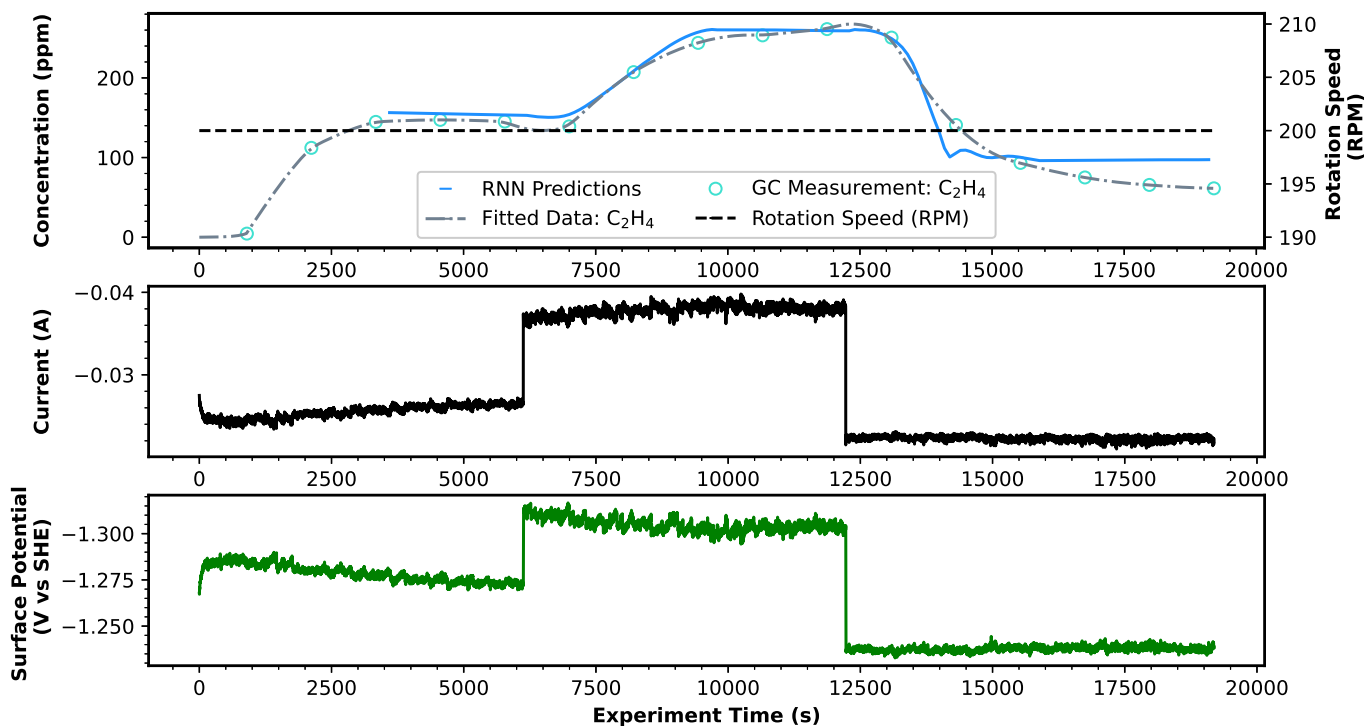 Concentration (ppm)
200
100
0
210
205
200
195
190
Rotation Speed
(RPM)
RNN Predictions
Fitted Data: C₂H₄
GC Measurement: C₂H₄
Rotation Speed (RPM)
0 2500 5000 7500 10000 12500 15000 17500 20000
Current (A)
−0.04
−0.03
0 2500 5000 7500 10000 12500 15000 17500 20000
Surface Potential
(V vs SHE)
−1.300
−1.275
−1.250
0 2500 5000 7500 10000 12500 15000 17500 20000
Experiment Time (s)